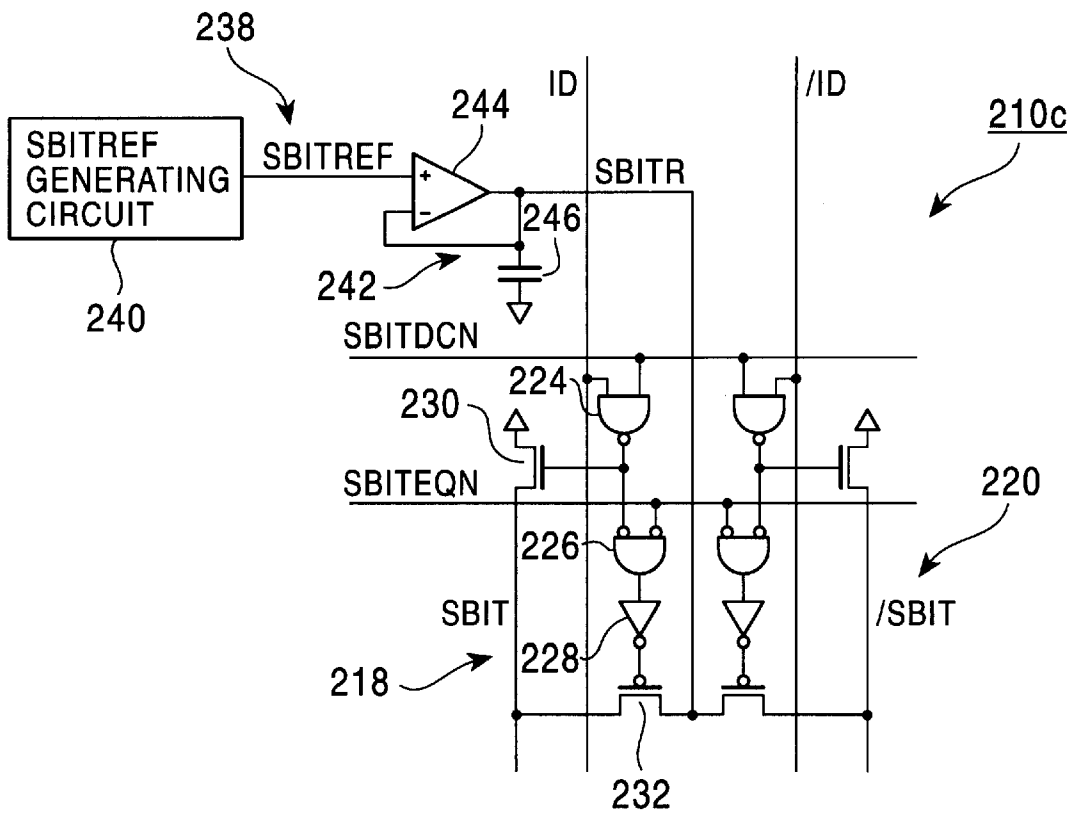 238
ID
/ID
210c
SBITREF
GENERATING
CIRCUIT
SBITREF
244
+
−
SBITR
246
242
240
SBITDCN
224
230
SBITEQN
220
226
SBIT
/SBIT
228
218
232